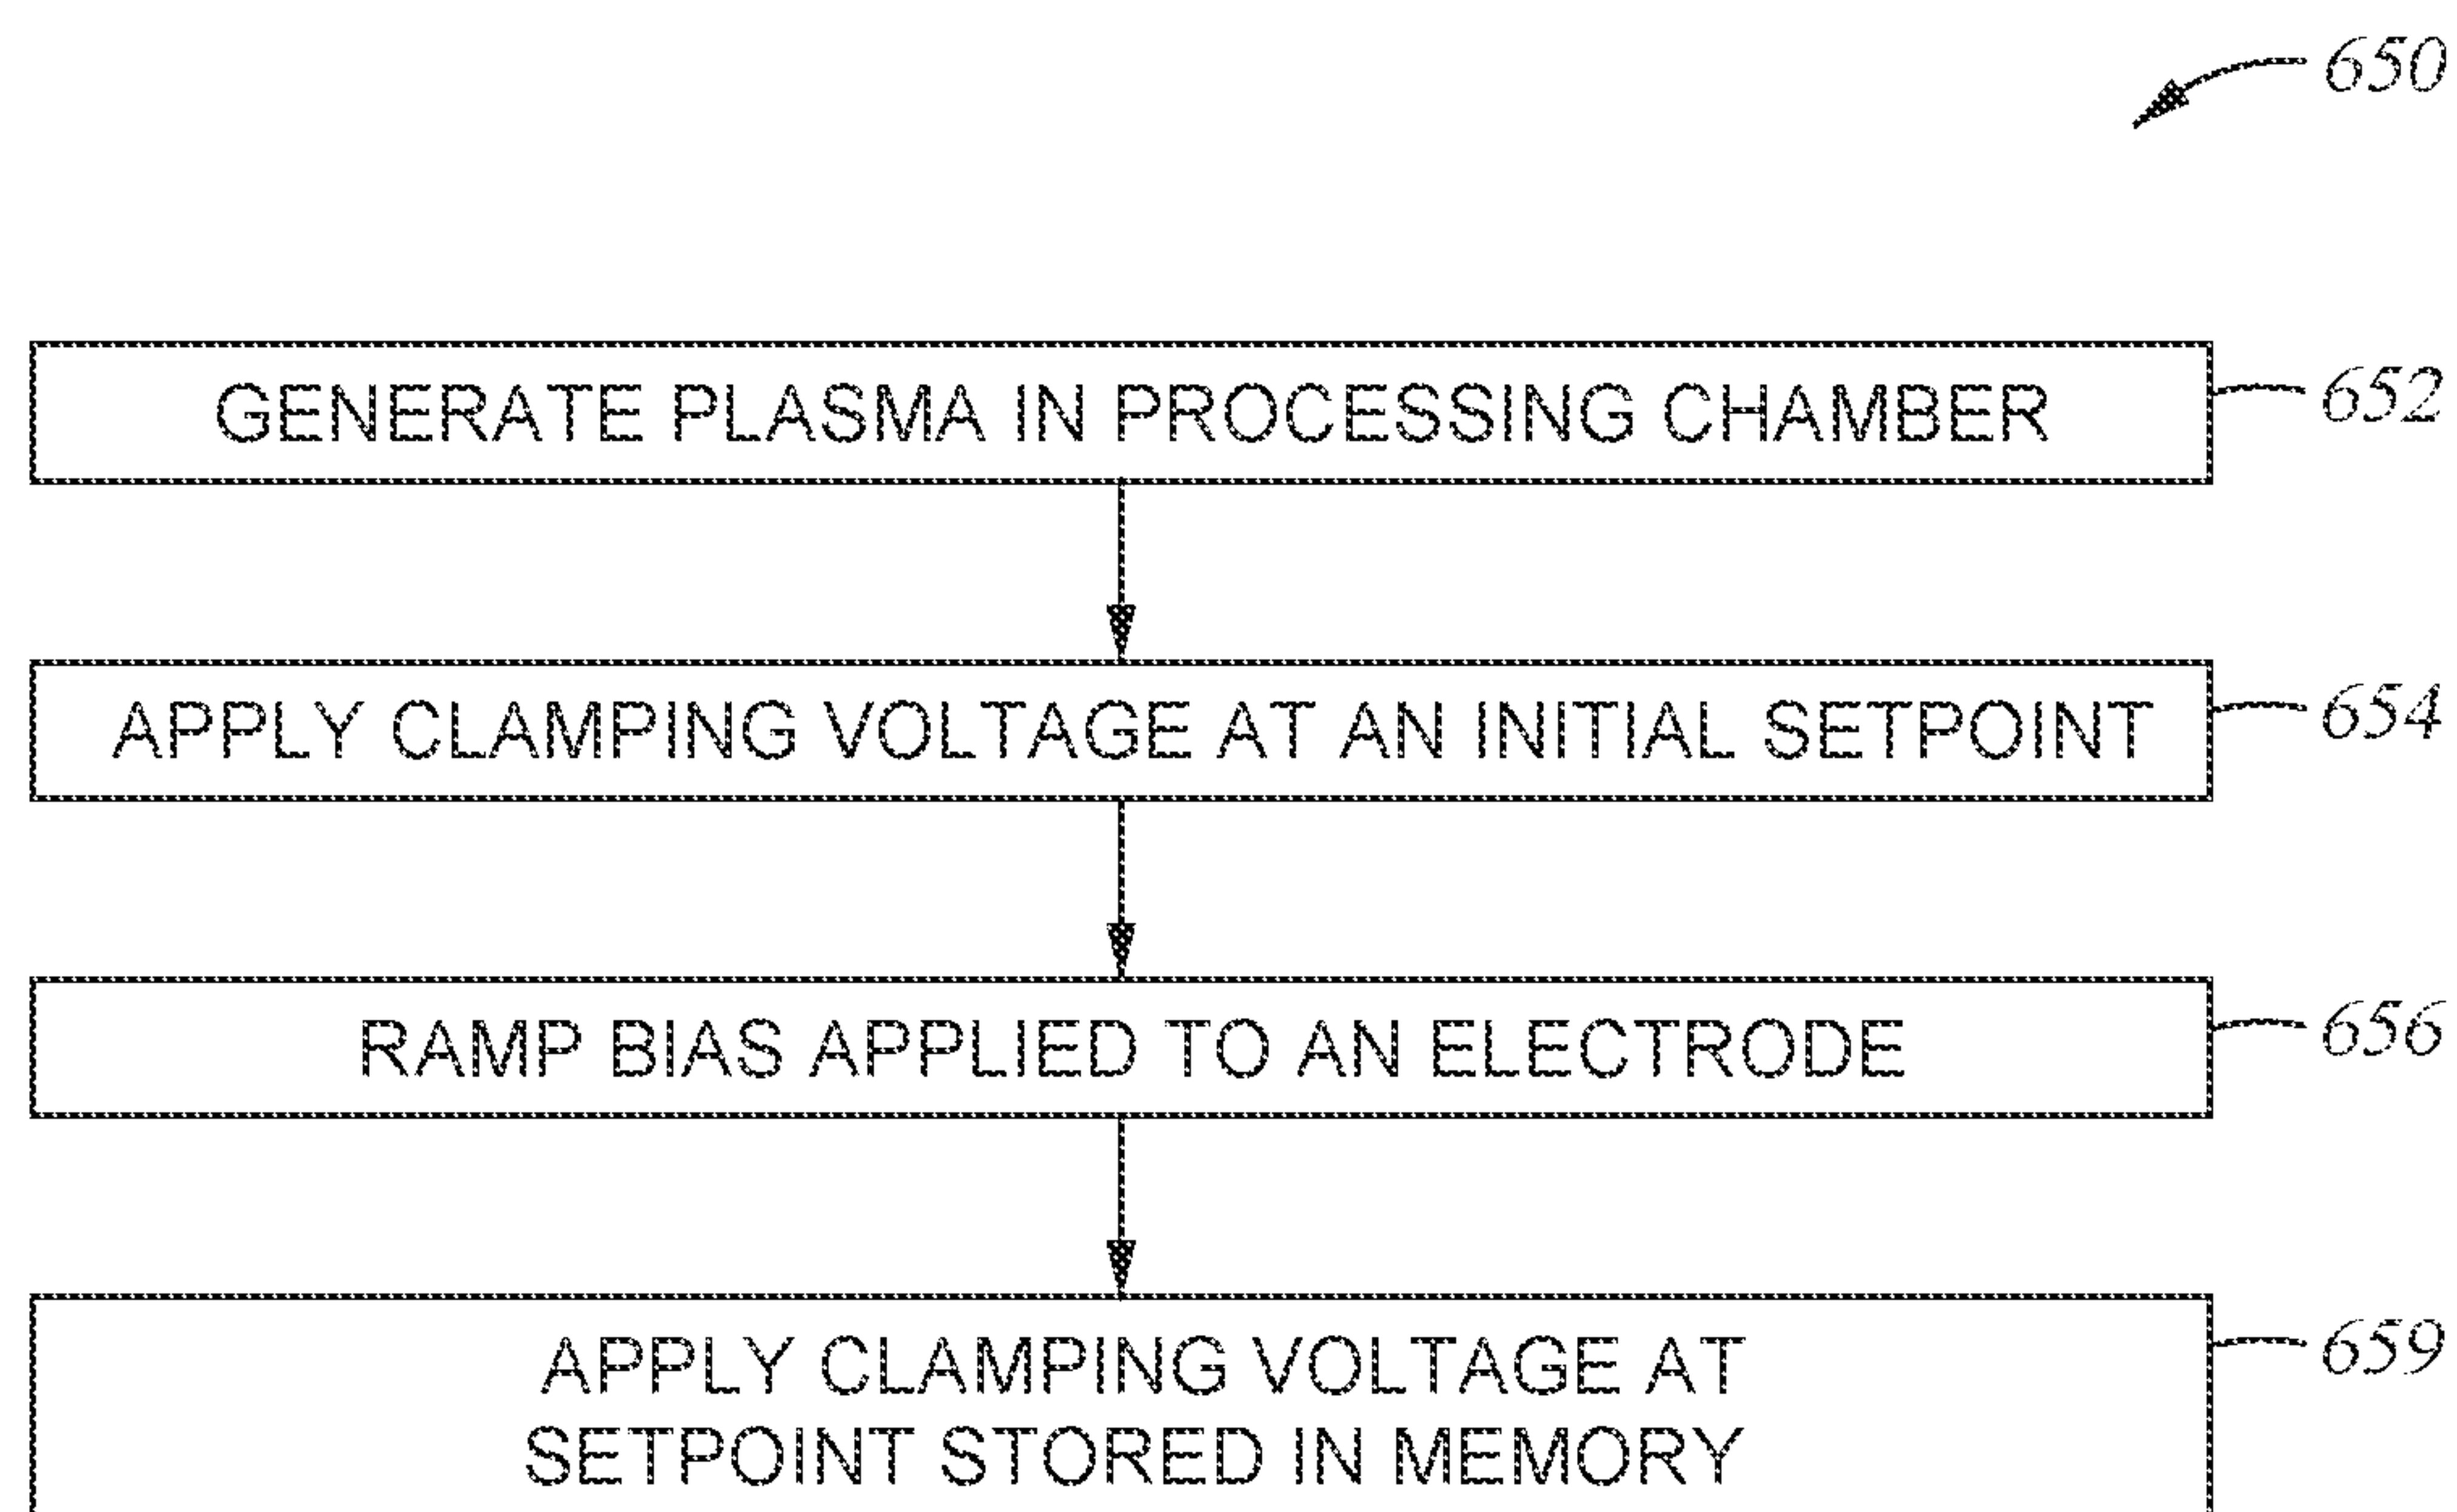 650
GENERATE PLASMA IN PROCESSING CHAMBER
652
APPLY CLAMPING VOLTAGE AT AN INITIAL SETPOINT
654
RAMP BIAS APPLIED TO AN ELECTRODE
656
APPLY CLAMPING VOLTAGE AT
SETPOINT STORED IN MEMORY
659